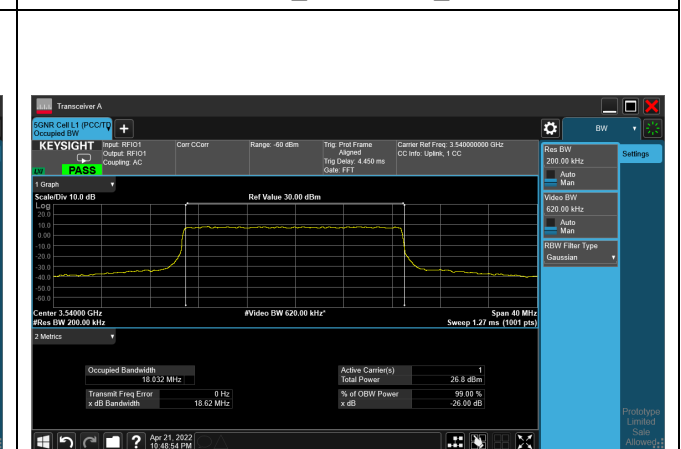 Transceiver A
5GNR Cell L1 (PCC/TD
Occupied BW
KEYSIGHT
PASS
Input: RFIO1
Output: RFIO1
Coupling: AC
Corr CCorr
Range: -60 dBm
Trig: Prot Frame
Aligned
Trig Delay: 4.450 ms
Gate: FFT
Carrier Ref Freq: 3.540000000 GHz
CC Info: Uplink, 1 CC
BW
Settings
Res BW
200.00 kHz
Auto
Man
Video BW
620.00 kHz
Auto
Man
RBW Filter Type
Gaussian
1 Graph
Scale/Div 10.0 dB
Ref Value 30.00 dBm
Log
20.0
10.0
0.00
-10.0
-20.0
-30.0
-40.0
-50.0
-60.0
Center 3.54000 GHz
#Video BW 620.00 kHz*
Span 40 MHz
#Res BW 200.00 kHz
Sweep 1.27 ms (1001 pts)
2 Metrics
Occupied Bandwidth
18.032 MHz
Transmit Freq Error 0 Hz
x dB Bandwidth 18.62 MHz
Active Carrier(s) 1
Total Power 26.8 dBm
% of OBW Power 99.00 %
x dB -26.00 dB
Apr 21, 2022
10:48:54 PM
Prototype
Limited
Sale
Allowed